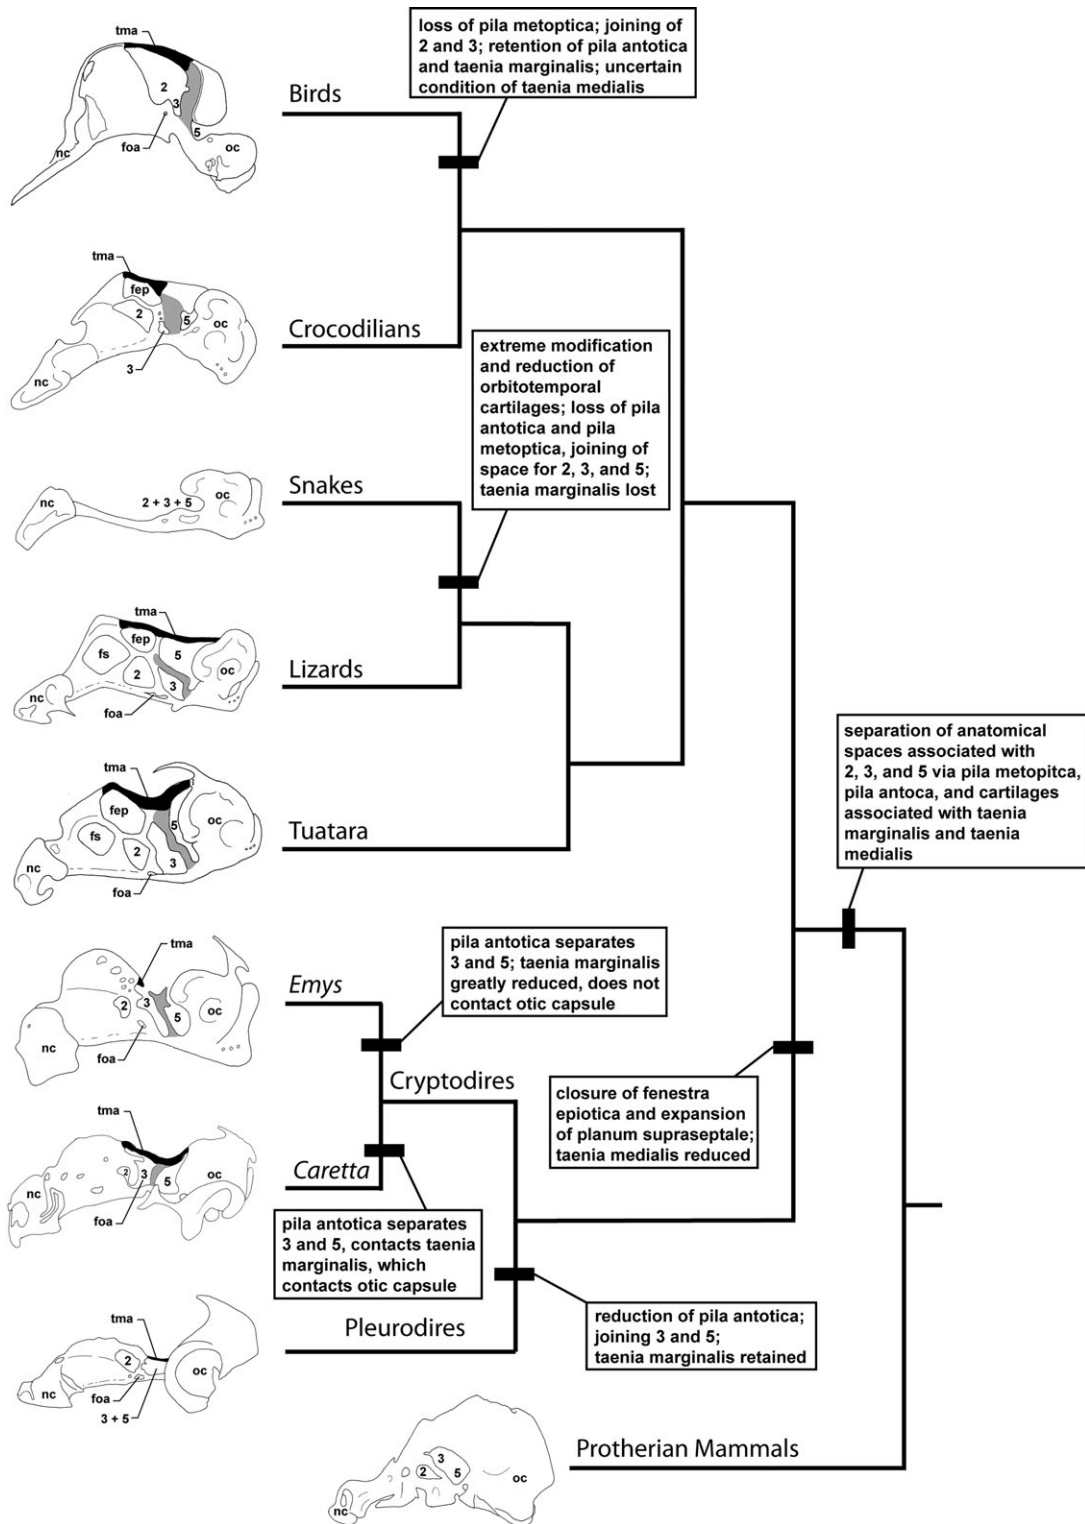 tma
2
3
5
foa
nc
oc
Birds
loss of pila metoptica; joining of
2 and 3; retention of pila antotica
and taenia marginalis; uncertain
condition of taenia medialis
tma
fep
2
5
oc
3
nc
Crocodilians
extreme modification
and reduction of
orbitotemporal
cartilages; loss of pila
antotica and pila
metoptica, joining of
space for 2, 3, and 5;
taenia marginalis lost
nc
2 + 3 + 5
oc
Snakes
tma
fep
fs
5
2
3
oc
nc
foa
Lizards
separation of anatomical
spaces associated with
2, 3, and 5 via pila metopitca,
pila antoca, and cartilages
associated with taenia
marginalis and taenia
medialis
tma
fep
5
oc
fs
2
3
nc
foa
Tuatara
tma
2
3
5
oc
nc
foa
Emys
pila antotica separates
3 and 5; taenia marginalis
greatly reduced, does not
contact otic capsule
Cryptodires
closure of fenestra
epiotica and expansion
of planum supraseptale;
taenia medialis reduced
tma
2
3
5
oc
nc
foa
Caretta
pila antotica separates
3 and 5, contacts taenia
marginalis, which
contacts otic capsule
reduction of pila antotica;
joining 3 and 5;
taenia marginalis retained
tma
2
oc
nc
foa
3 + 5
Pleurodires
3
2
5
oc
nc
Protherian Mammals